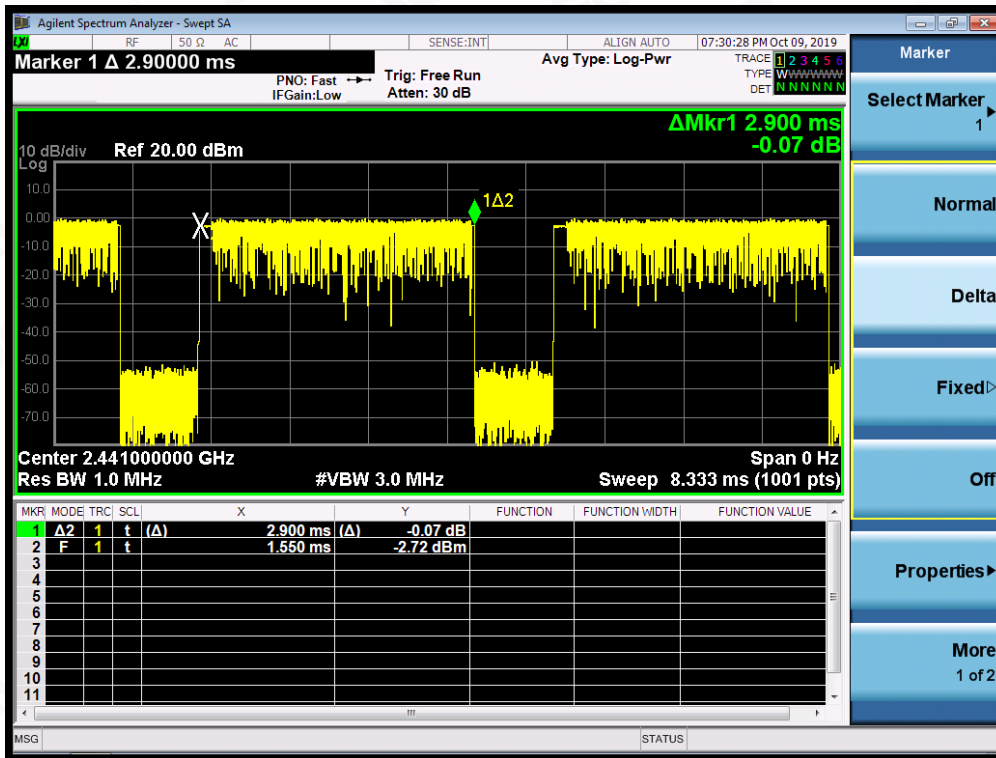 Agilent Spectrum Analyzer - Swept SA
LXI RF 50 Ω AC SENSE:INT ALIGN AUTO 07:30:28 PM Oct 09, 2019
Marker 1 Δ 2.90000 ms
PNO: Fast
IFGain:Low
Trig: Free Run
Atten: 30 dB
Avg Type: Log-Pwr
TRACE 1 2 3 4 5 6
TYPE WWWWWWW
DET N N N N N N
ΔMkr1 2.900 ms
-0.07 dB
10 dB/div Ref 20.00 dBm
Log
10.0
0.00
-10.0
-20.0
-30.0
-40.0
-50.0
-60.0
-70.0
1Δ2
Center 2.441000000 GHz Span 0 Hz
Res BW 1.0 MHz #VBW 3.0 MHz Sweep 8.333 ms (1001 pts)
MKR MODE TRC SCL X Y FUNCTION FUNCTION WIDTH FUNCTION VALUE
1 Δ2 1 t (Δ) 2.900 ms (Δ) -0.07 dB
2 F 1 t 1.550 ms -2.72 dBm
3
4
5
6
7
8
9
10
11
MSG STATUS
Marker
Select Marker
1
Normal
Delta
Fixed
Off
Properties
More
1 of 2